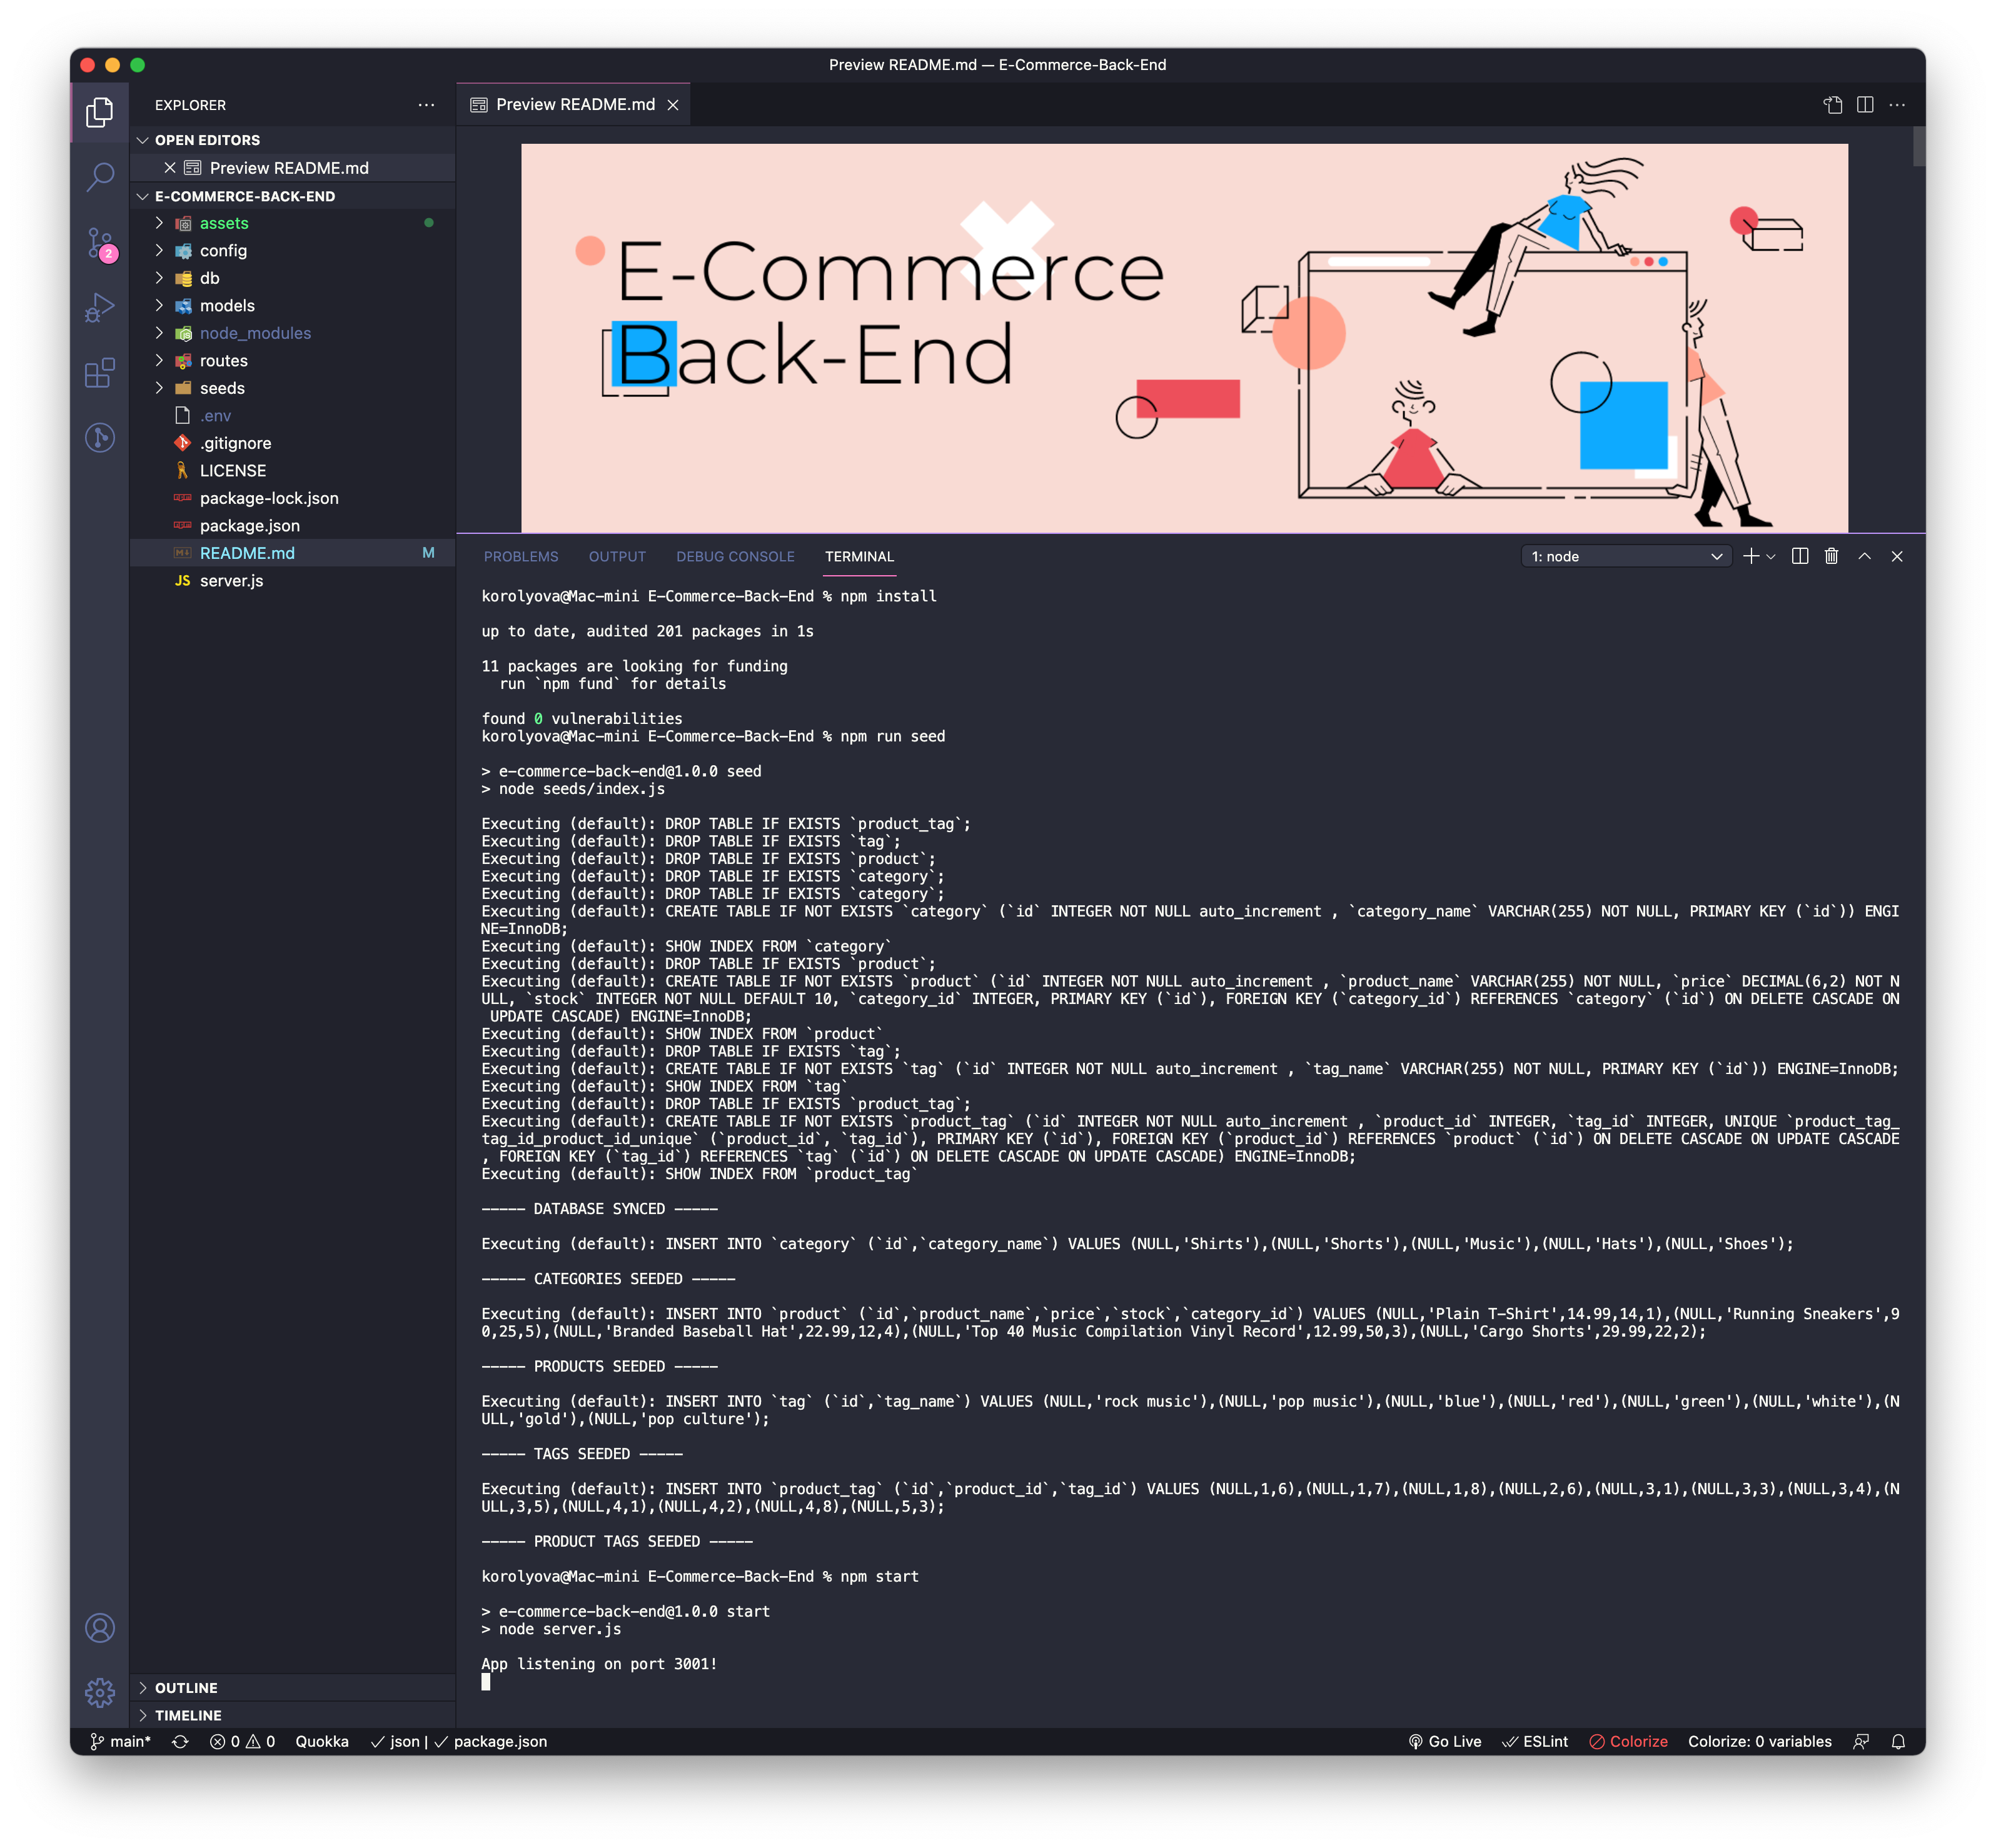 Preview README.md — E-Commerce-Back-End
EXPLORER
Preview README.md
OPEN EDITORS
Preview README.md
E-COMMERCE-BACK-END
assets
config
db
models
node_modules
routes
seeds
.env
.gitignore
LICENSE
package-lock.json
package.json
README.md M
JS server.js
OUTLINE
TIMELINE
2
E-Commerce
Back-End
PROBLEMS OUTPUT DEBUG CONSOLE TERMINAL 1: node
korolyova@Mac-mini E-Commerce-Back-End % npm install
up to date, audited 201 packages in 1s
11 packages are looking for funding
run `npm fund` for details
found 0 vulnerabilities
korolyova@Mac-mini E-Commerce-Back-End % npm run seed
> e-commerce-back-end@1.0.0 seed
> node seeds/index.js
Executing (default): DROP TABLE IF EXISTS `product_tag`;
Executing (default): DROP TABLE IF EXISTS `tag`;
Executing (default): DROP TABLE IF EXISTS `product`;
Executing (default): DROP TABLE IF EXISTS `category`;
Executing (default): DROP TABLE IF EXISTS `category`;
Executing (default): CREATE TABLE IF NOT EXISTS `category` (`id` INTEGER NOT NULL auto_increment , `category_name` VARCHAR(255) NOT NULL, PRIMARY KEY (`id`)) ENGI
NE=InnoDB;
Executing (default): SHOW INDEX FROM `category`
Executing (default): DROP TABLE IF EXISTS `product`;
Executing (default): CREATE TABLE IF NOT EXISTS `product` (`id` INTEGER NOT NULL auto_increment , `product_name` VARCHAR(255) NOT NULL, `price` DECIMAL(6,2) NOT N
ULL, `stock` INTEGER NOT NULL DEFAULT 10, `category_id` INTEGER, PRIMARY KEY (`id`), FOREIGN KEY (`category_id`) REFERENCES `category` (`id`) ON DELETE CASCADE ON
UPDATE CASCADE) ENGINE=InnoDB;
Executing (default): SHOW INDEX FROM `product`
Executing (default): DROP TABLE IF EXISTS `tag`;
Executing (default): CREATE TABLE IF NOT EXISTS `tag` (`id` INTEGER NOT NULL auto_increment , `tag_name` VARCHAR(255) NOT NULL, PRIMARY KEY (`id`)) ENGINE=InnoDB;
Executing (default): SHOW INDEX FROM `tag`
Executing (default): DROP TABLE IF EXISTS `product_tag`;
Executing (default): CREATE TABLE IF NOT EXISTS `product_tag` (`id` INTEGER NOT NULL auto_increment , `product_id` INTEGER, `tag_id` INTEGER, UNIQUE `product_tag_
tag_id_product_id_unique` (`product_id`, `tag_id`), PRIMARY KEY (`id`), FOREIGN KEY (`product_id`) REFERENCES `product` (`id`) ON DELETE CASCADE ON UPDATE CASCADE
, FOREIGN KEY (`tag_id`) REFERENCES `tag` (`id`) ON DELETE CASCADE ON UPDATE CASCADE) ENGINE=InnoDB;
Executing (default): SHOW INDEX FROM `product_tag`
----- DATABASE SYNCED -----
Executing (default): INSERT INTO `category` (`id`,`category_name`) VALUES (NULL,'Shirts'),(NULL,'Shorts'),(NULL,'Music'),(NULL,'Hats'),(NULL,'Shoes');
----- CATEGORIES SEEDED -----
Executing (default): INSERT INTO `product` (`id`,`product_name`,`price`,`stock`,`category_id`) VALUES (NULL,'Plain T-Shirt',14.99,14,1),(NULL,'Running Sneakers',9
0,25,5),(NULL,'Branded Baseball Hat',22.99,12,4),(NULL,'Top 40 Music Compilation Vinyl Record',12.99,50,3),(NULL,'Cargo Shorts',29.99,22,2);
----- PRODUCTS SEEDED -----
Executing (default): INSERT INTO `tag` (`id`,`tag_name`) VALUES (NULL,'rock music'),(NULL,'pop music'),(NULL,'blue'),(NULL,'red'),(NULL,'green'),(NULL,'white'),(N
ULL,'gold'),(NULL,'pop culture');
----- TAGS SEEDED -----
Executing (default): INSERT INTO `product_tag` (`id`,`product_id`,`tag_id`) VALUES (NULL,1,6),(NULL,1,7),(NULL,1,8),(NULL,2,6),(NULL,3,1),(NULL,3,3),(NULL,3,4),(N
ULL,3,5),(NULL,4,1),(NULL,4,2),(NULL,4,8),(NULL,5,3);
----- PRODUCT TAGS SEEDED -----
korolyova@Mac-mini E-Commerce-Back-End % npm start
> e-commerce-back-end@1.0.0 start
> node server.js
App listening on port 3001!
main* 0 0 Quokka json | package.json Go Live ESLint Colorize Colorize: 0 variables